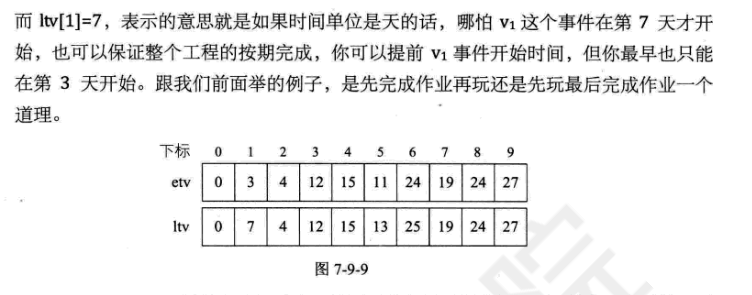 而 ltv[1]=7，表示的意思就是如果时间单位是天的话，哪怕 v₁ 这个事件在第 7 天才开
始，也可以保证整个工程的按期完成，你可以提前 v₁ 事件开始时间，但你最早也只能
在第 3 天开始。跟我们前面举的例子，是先完成作业再玩还是先玩最后完成作业一个
道理。
下标 0 1 2 3 4 5 6 7 8 9
etv 0 3 4 12 15 11 24 19 24 27
ltv 0 7 4 12 15 13 25 19 24 27
图 7-9-9